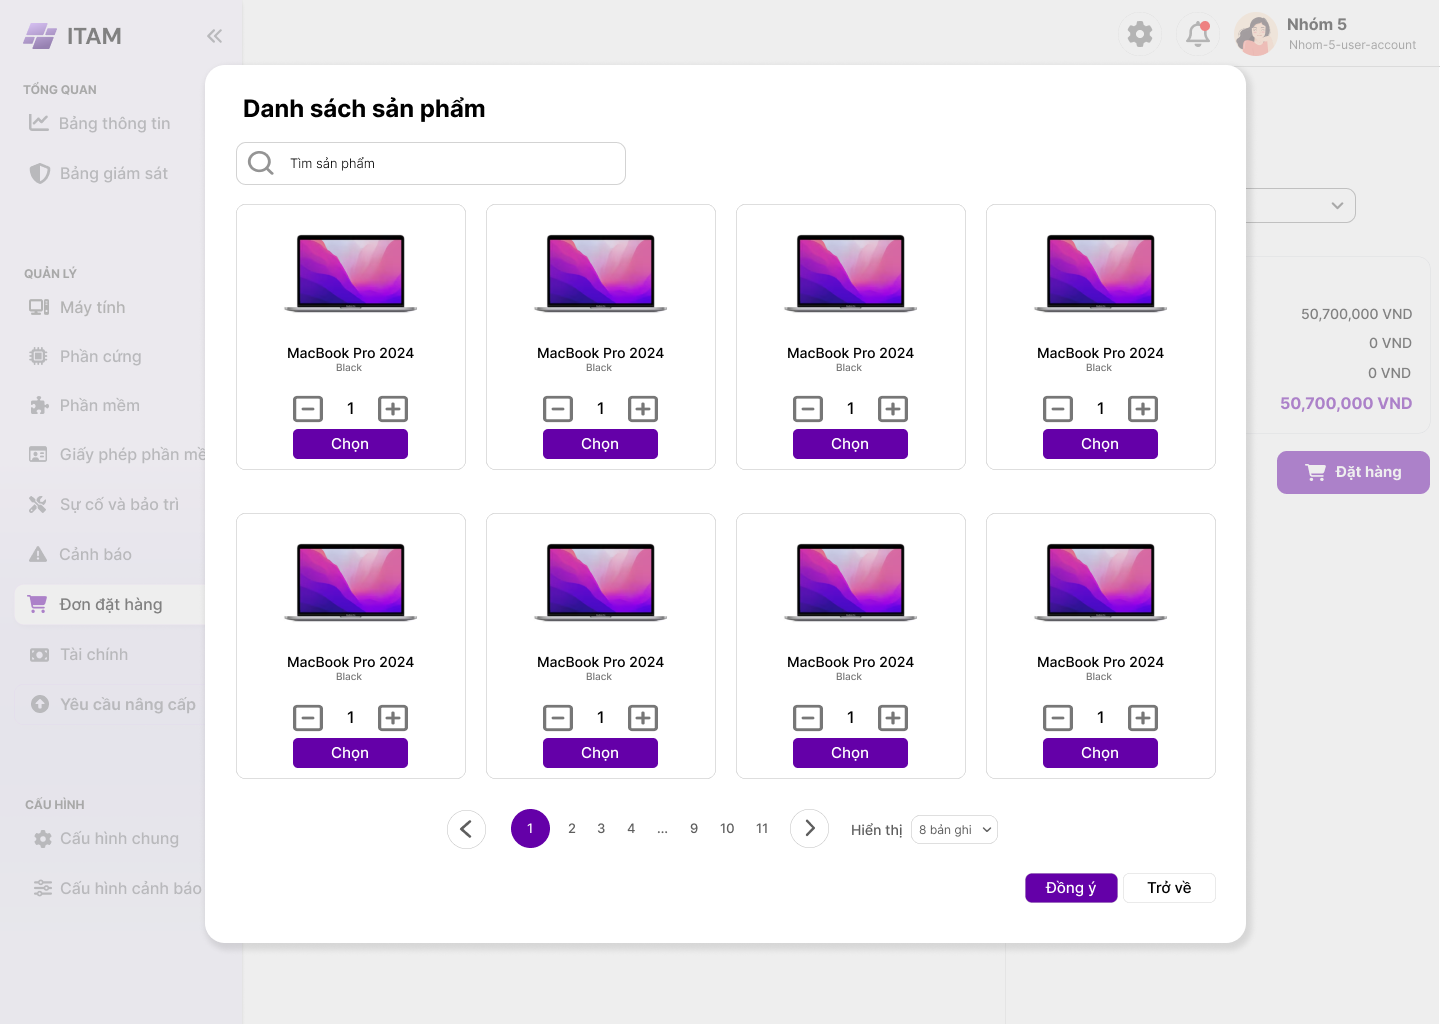 ITAM
Nhóm 5
Nhom-5-user-account
TỔNG QUAN
Bảng thông tin
Bảng giám sát
QUẢN LÝ
Máy tính
Phần cứng
Phần mềm
Giấy phép phần mề
Sự cố và bảo trì
Cảnh báo
Đơn đặt hàng
Tài chính
Yêu cầu nâng cấp
CẤU HÌNH
Cấu hình chung
Cấu hình cảnh báo
Danh sách sản phẩm
Tìm sản phẩm
MacBook Pro 2024
Black
1
Chọn
MacBook Pro 2024
Black
1
Chọn
MacBook Pro 2024
Black
1
Chọn
MacBook Pro 2024
Black
1
Chọn
MacBook Pro 2024
Black
1
Chọn
MacBook Pro 2024
Black
1
Chọn
MacBook Pro 2024
Black
1
Chọn
MacBook Pro 2024
Black
1
Chọn
1 2 3 4 ... 9 10 11
Hiển thị 8 bản ghi
Đồng ý
Trở về
50,700,000 VND
0 VND
0 VND
50,700,000 VND
Đặt hàng